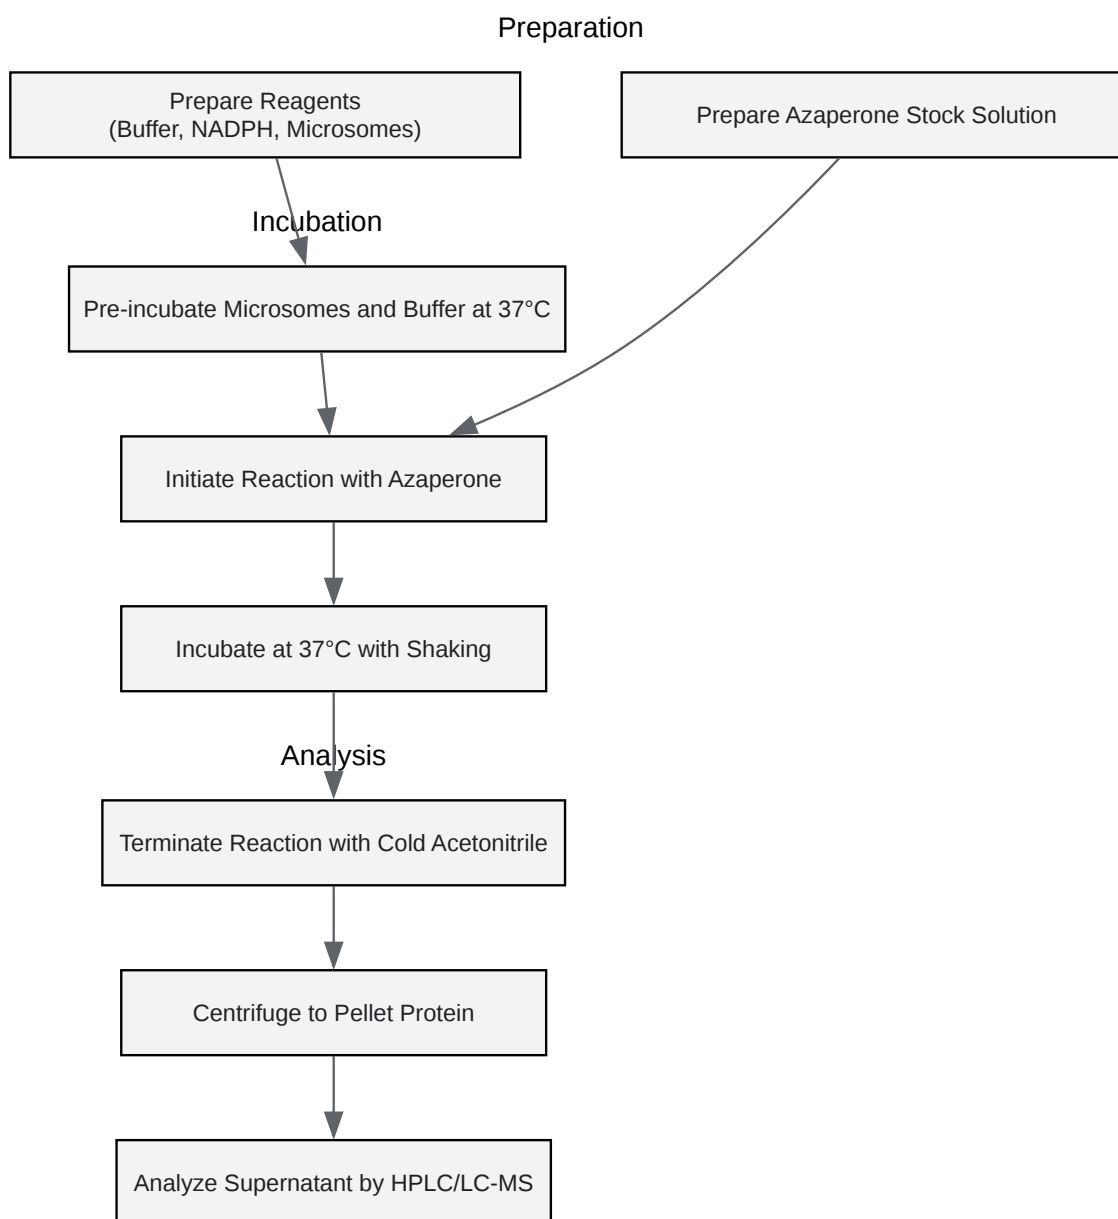 Preparation
Prepare Reagents
(Buffer, NADPH, Microsomes)
Prepare Azaperone Stock Solution
Incubation
Pre-incubate Microsomes and Buffer at 37°C
Initiate Reaction with Azaperone
Incubate at 37°C with Shaking
Analysis
Terminate Reaction with Cold Acetonitrile
Centrifuge to Pellet Protein
Analyze Supernatant by HPLC/LC-MS